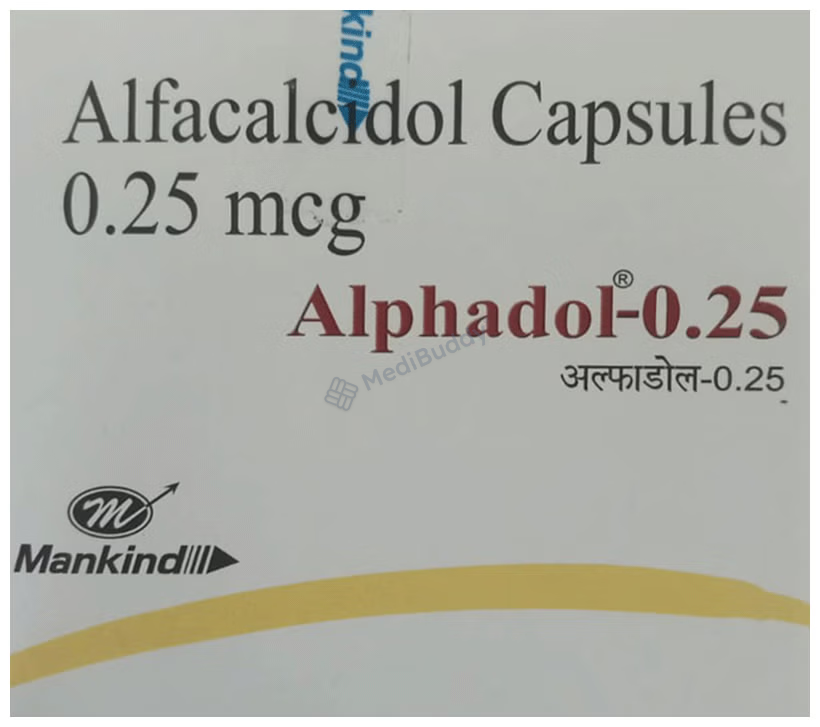 kind
Alfacalcidol Capsules
0.25 mcg
Alphadol®-0.25
MediBuddy
अल्फाडोल-0.25
m
Mankind